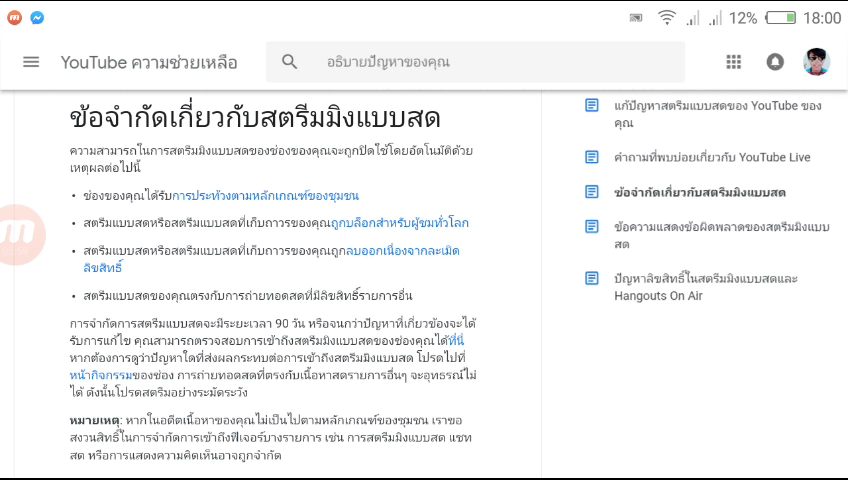 12% 18:00
YouTube ความช่วยเหลือ
อธิบายปัญหาของคุณ
ข้อจำกัดเกี่ยวกับสตรีมมิงแบบสด
ความสามารถในการสตรีมมิงแบบสดของช่องของคุณจะถูกปิดใช้โดยอัตโนมัติด้วย
เหตุผลต่อไปนี้
• ช่องของคุณได้รับการประท้วงตามหลักเกณฑ์ของชุมชน
• สตรีมแบบสดหรือสตรีมแบบสดที่เก็บถาวรของคุณถูกบล็อกสำหรับผู้ชมทั่วโลก
• สตรีมแบบสดหรือสตรีมแบบสดที่เก็บถาวรของคุณถูกลบออกเนื่องจากละเมิด
ลิขสิทธิ์
• สตรีมแบบสดของคุณตรงกับการถ่ายทอดสดที่มีลิขสิทธิ์รายการอื่น
การจำกัดการสตรีมแบบสดจะมีระยะเวลา 90 วัน หรือจนกว่าปัญหาที่เกี่ยวข้องจะได้
รับการแก้ไข คุณสามารถตรวจสอบการเข้าถึงสตรีมแบบสดของช่องคุณได้ที่นี่
หากต้องการดูว่าปัญหาใดที่ส่งผลกระทบต่อการเข้าถึงสตรีมมิงแบบสด โปรดไปที่
หน้ากิจกรรมของช่อง การถ่ายทอดสดที่ตรงกับเนื้อหาสดรายการอื่นๆ จะอุทธรณ์ไม่
ได้ ดังนั้นโปรดสตรีมอย่างระมัดระวัง
หมายเหตุ: หากในอดีตเนื้อหาของคุณไม่เป็นไปตามหลักเกณฑ์ของชุมชน เราขอ
สงวนสิทธิ์ในการจำกัดการเข้าถึงฟีเจอร์บางรายการ เช่น การสตรีมมิงแบบสด แชท
สด หรือการแสดงความคิดเห็นอาจถูกจำกัด
แก้ปัญหาสตรีมแบบสดของ YouTube ของ
คุณ
คำถามที่พบบ่อยเกี่ยวกับ YouTube Live
ข้อจำกัดเกี่ยวกับสตรีมมิงแบบสด
ข้อความแสดงข้อผิดพลาดของสตรีมมิงแบบ
สด
ปัญหาลิขสิทธิ์ในสตรีมมิงแบบสดและ
Hangouts On Air